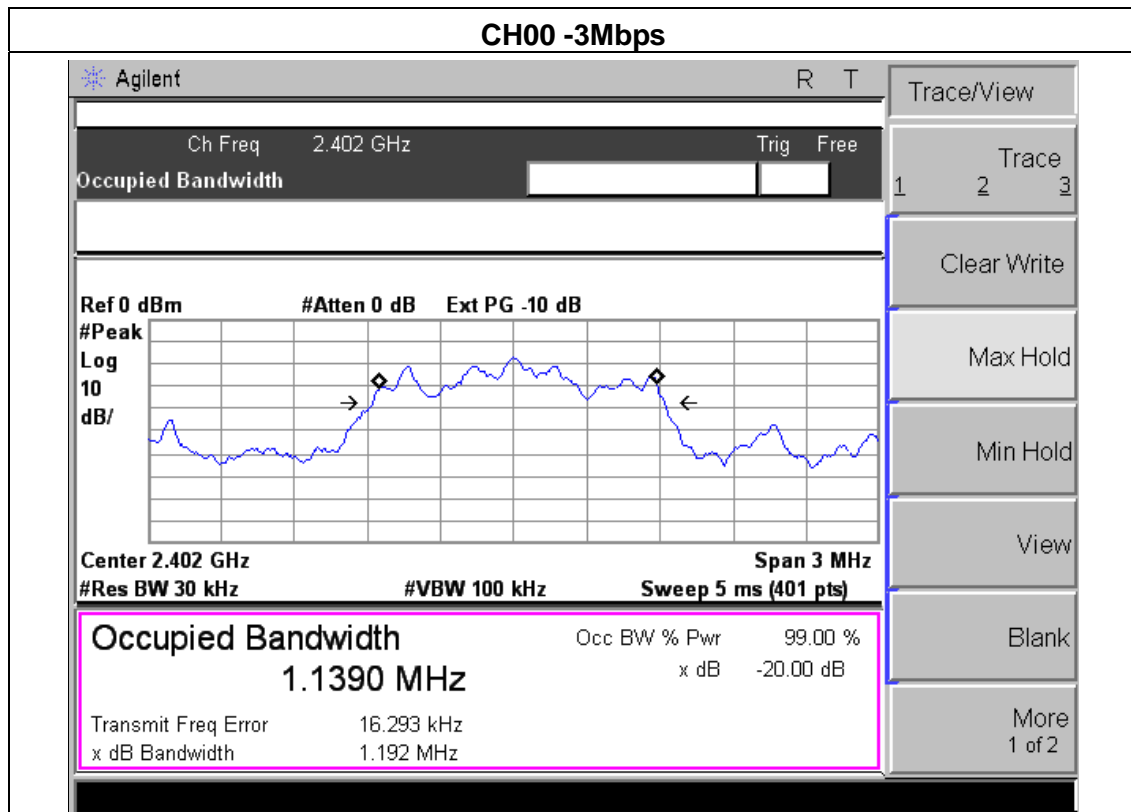 CH00 -3Mbps
Agilent R T
Trace/View
Ch Freq 2.402 GHz Trig Free
Occupied Bandwidth
Trace
1 2 3
Clear Write
Ref 0 dBm #Atten 0 dB Ext PG -10 dB
#Peak
Log
10
dB/
Max Hold
Min Hold
View
Center 2.402 GHz Span 3 MHz
#Res BW 30 kHz #VBW 100 kHz Sweep 5 ms (401 pts)
Occupied Bandwidth Occ BW % Pwr 99.00 %
1.1390 MHz x dB -20.00 dB
Blank
Transmit Freq Error 16.293 kHz
x dB Bandwidth 1.192 MHz
More
1 of 2